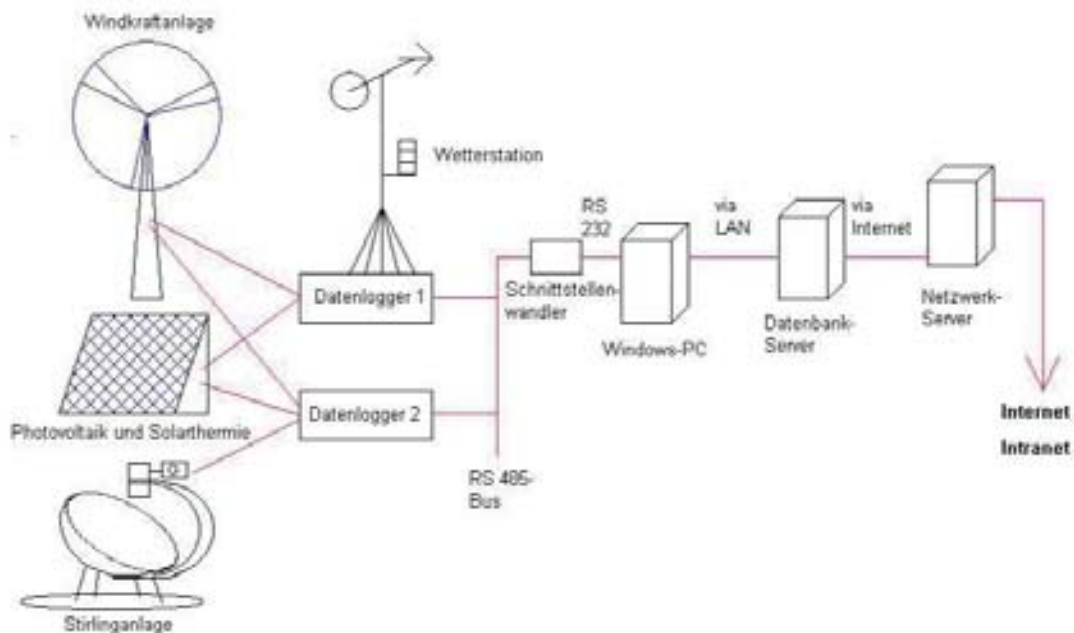 Windkraftanlage
Wetterstation
RS
232
via
LAN
via
Internet
Datenlogger 1
Schnittstellen-
wandler
Windows-PC
Datenbank-
Server
Netzwerk-
Server
Photovoltaik und Solarthermie
Datenlogger 2
RS 485-
Bus
Internet
Intranet
Stirlinganlage